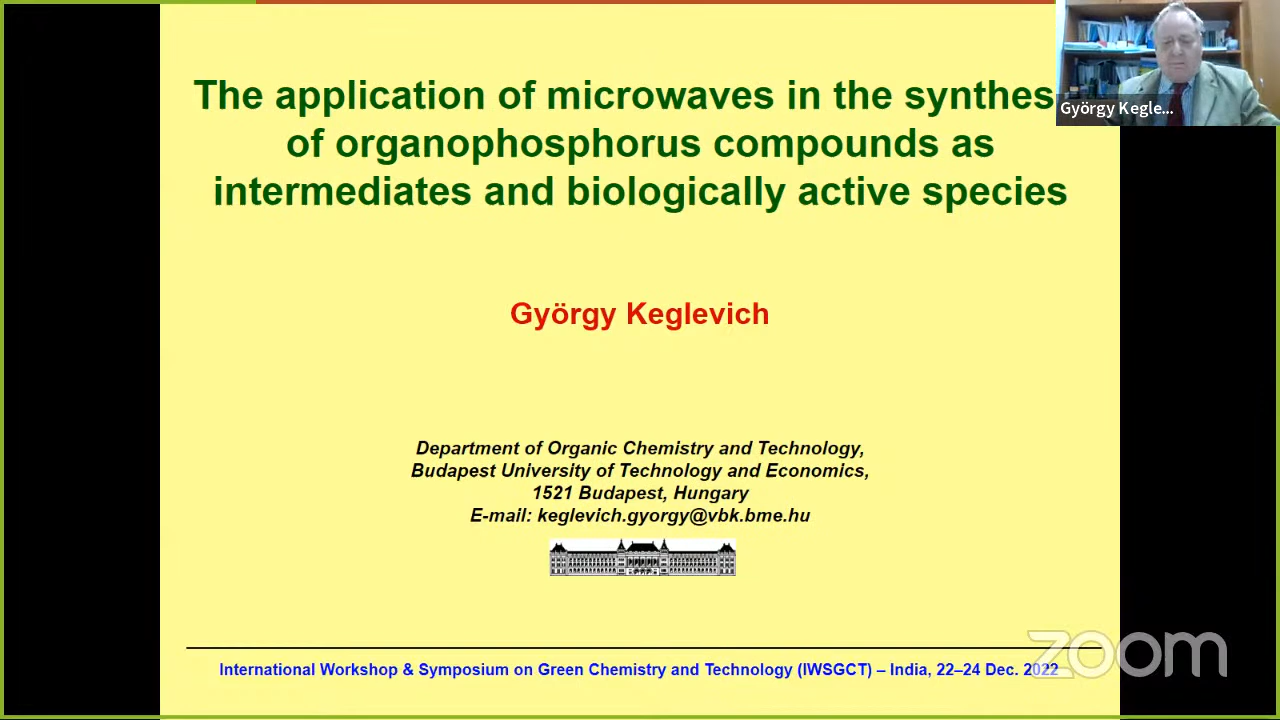 The application of microwaves in the synthes
of organophosphorus compounds as
intermediates and biologically active species
György Kegle...
György Keglevich
Department of Organic Chemistry and Technology,
Budapest University of Technology and Economics,
1521 Budapest, Hungary
E-mail: keglevich.gyorgy@vbk.bme.hu
International Workshop & Symposium on Green Chemistry and Technology (IWSGCT) – India, 22–24 Dec. 2022
zoom